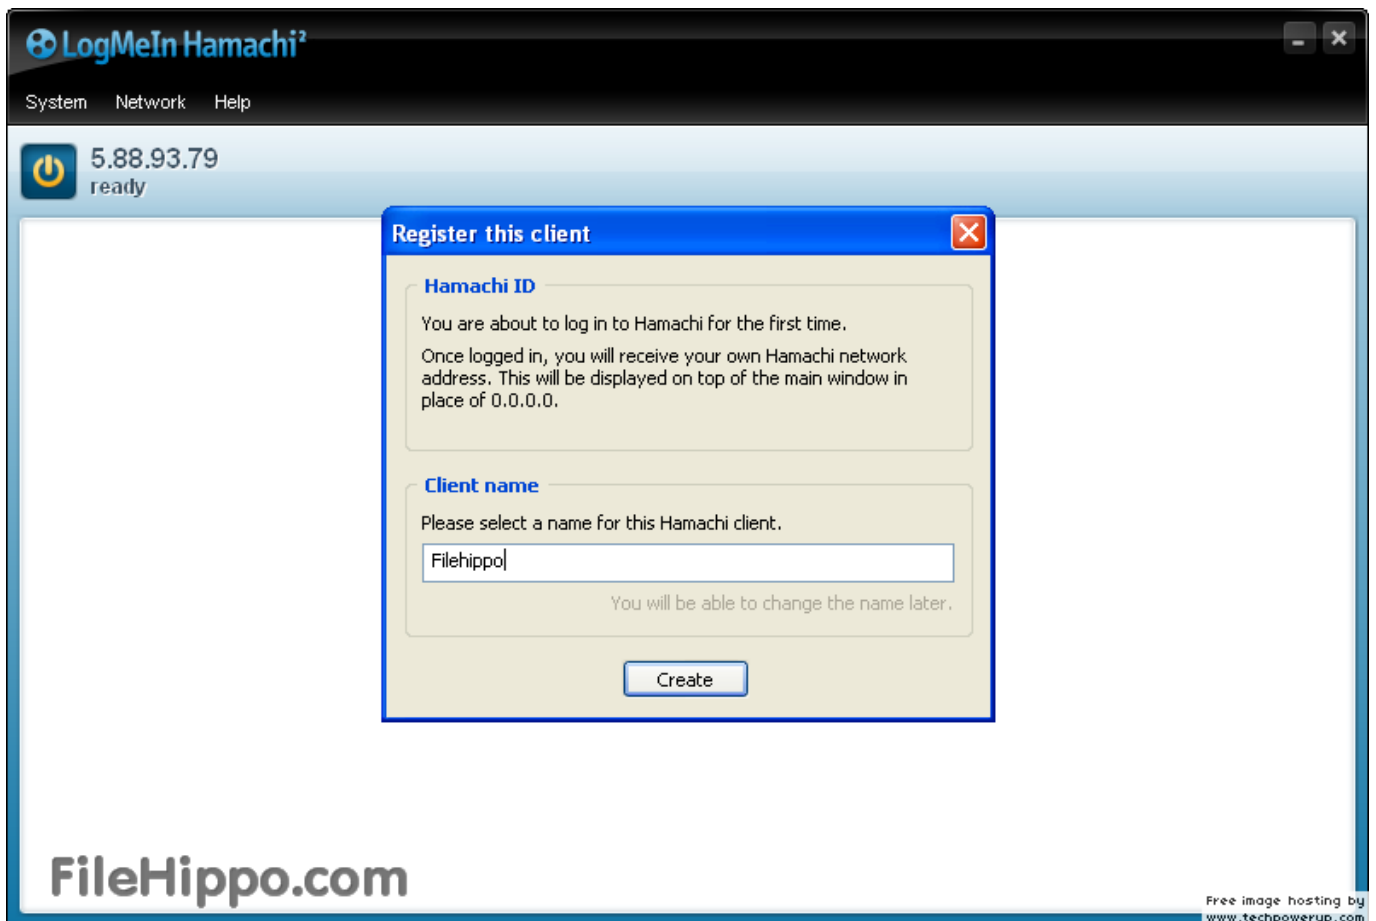 LogMeIn Hamachi²
System Network Help
5.88.93.79
ready
Register this client
Hamachi ID
You are about to log in to Hamachi for the first time.
Once logged in, you will receive your own Hamachi network
address. This will be displayed on top of the main window in
place of 0.0.0.0.
Client name
Please select a name for this Hamachi client.
Filehippo
You will be able to change the name later.
Create
FileHippo.com
Free image hosting by
www.techpowerup.com